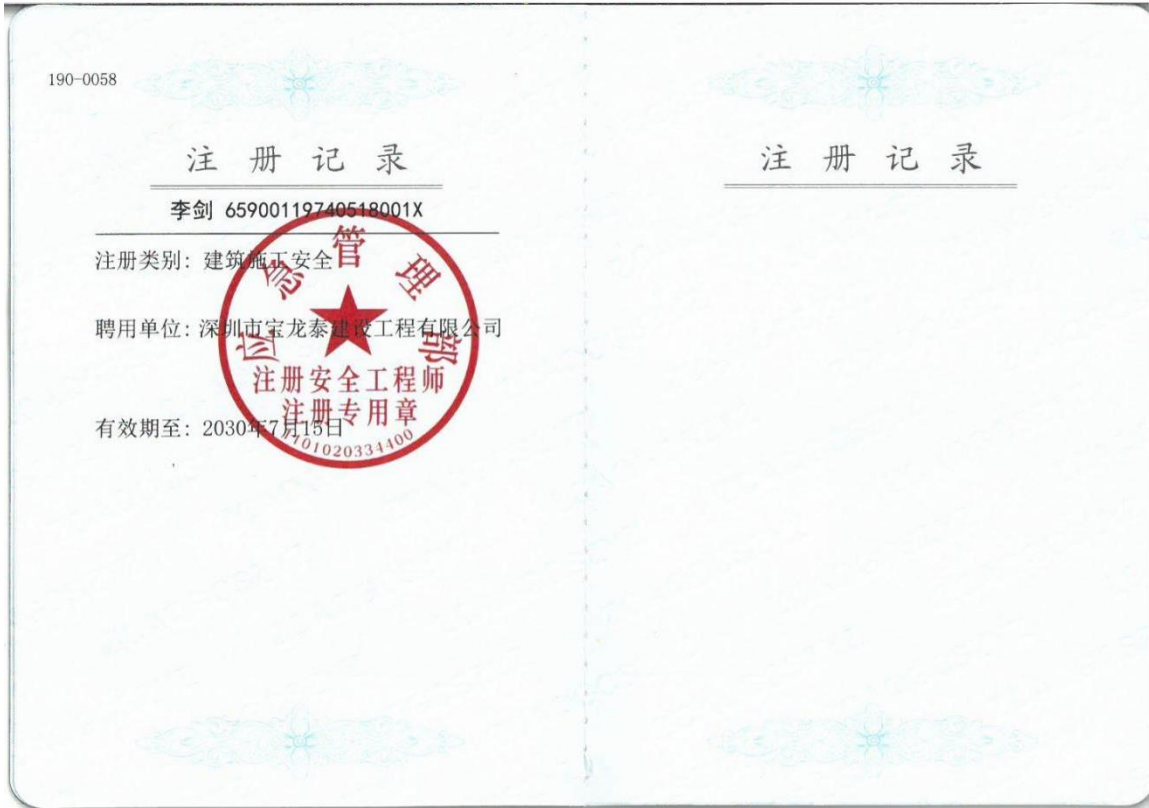 190-0058
注册记录
李剑 65900119740518001X
注册类别: 建筑施工安全
聘用单位: 深圳市宝龙泰建设工程有限公司
有效期至: 2030年7月15日
应急管理部
注册安全工程师
注册专用章
注册记录